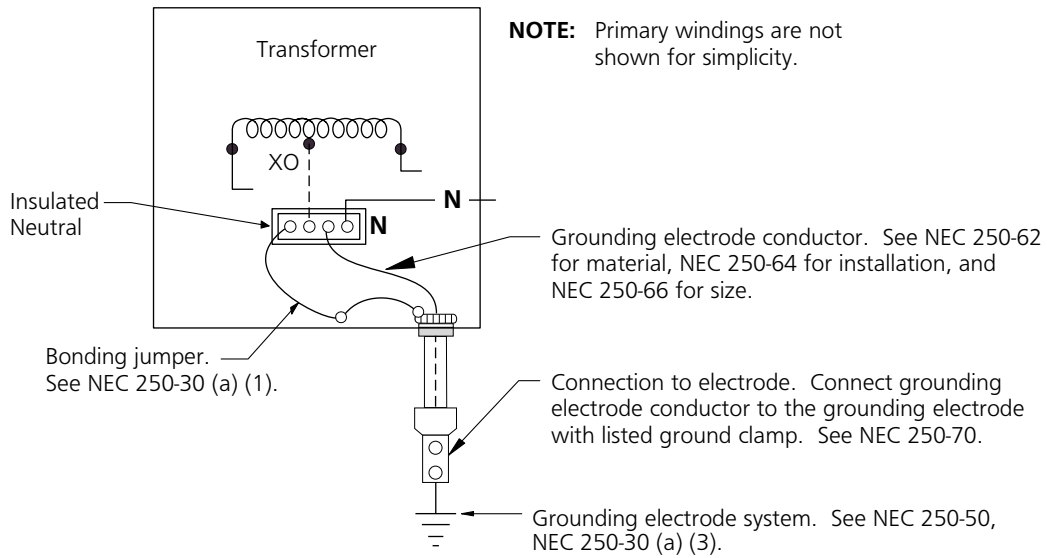 Transformer
NOTE: Primary windings are not
shown for simplicity.
XO
Insulated
Neutral
N
N
Grounding electrode conductor. See NEC 250-62
for material, NEC 250-64 for installation, and
NEC 250-66 for size.
Bonding jumper.
See NEC 250-30 (a) (1).
Connection to electrode. Connect grounding
electrode conductor to the grounding electrode
with listed ground clamp. See NEC 250-70.
Grounding electrode system. See NEC 250-50,
NEC 250-30 (a) (3).